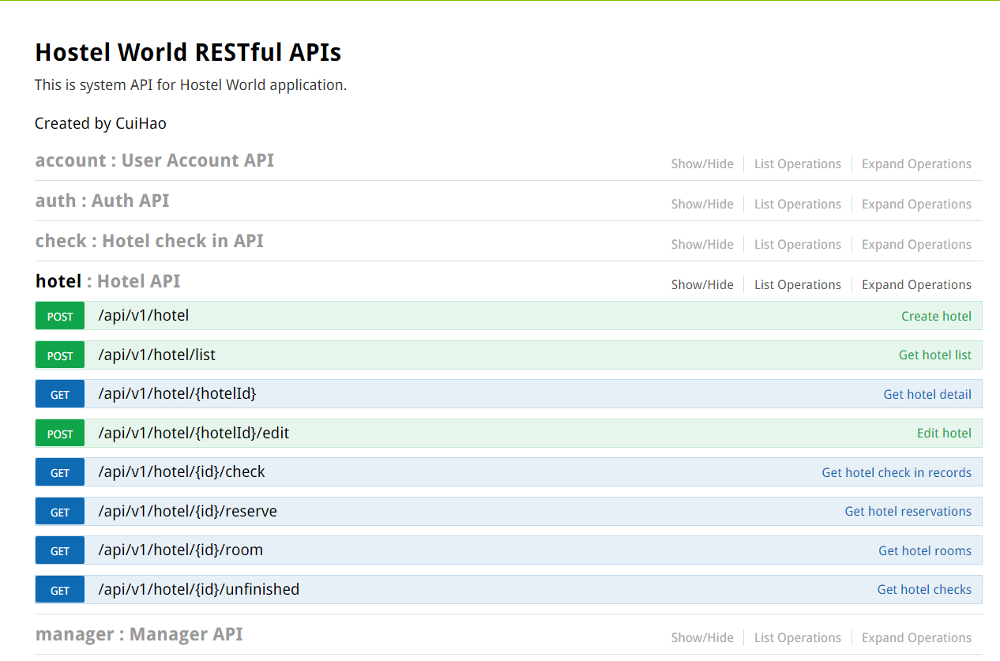 Hostel World RESTful APIs
This is system API for Hostel World application.
Created by CuiHao
account : User Account API Show/Hide List Operations Expand Operations
auth : Auth API Show/Hide List Operations Expand Operations
check : Hotel check in API Show/Hide List Operations Expand Operations
hotel : Hotel API Show/Hide List Operations Expand Operations
POST /api/v1/hotel Create hotel
POST /api/v1/hotel/list Get hotel list
GET /api/v1/hotel/{hotelId} Get hotel detail
POST /api/v1/hotel/{hotelId}/edit Edit hotel
GET /api/v1/hotel/{id}/check Get hotel check in records
GET /api/v1/hotel/{id}/reserve Get hotel reservations
GET /api/v1/hotel/{id}/room Get hotel rooms
GET /api/v1/hotel/{id}/unfinished Get hotel checks
manager : Manager API Show/Hide List Operations Expand Operations